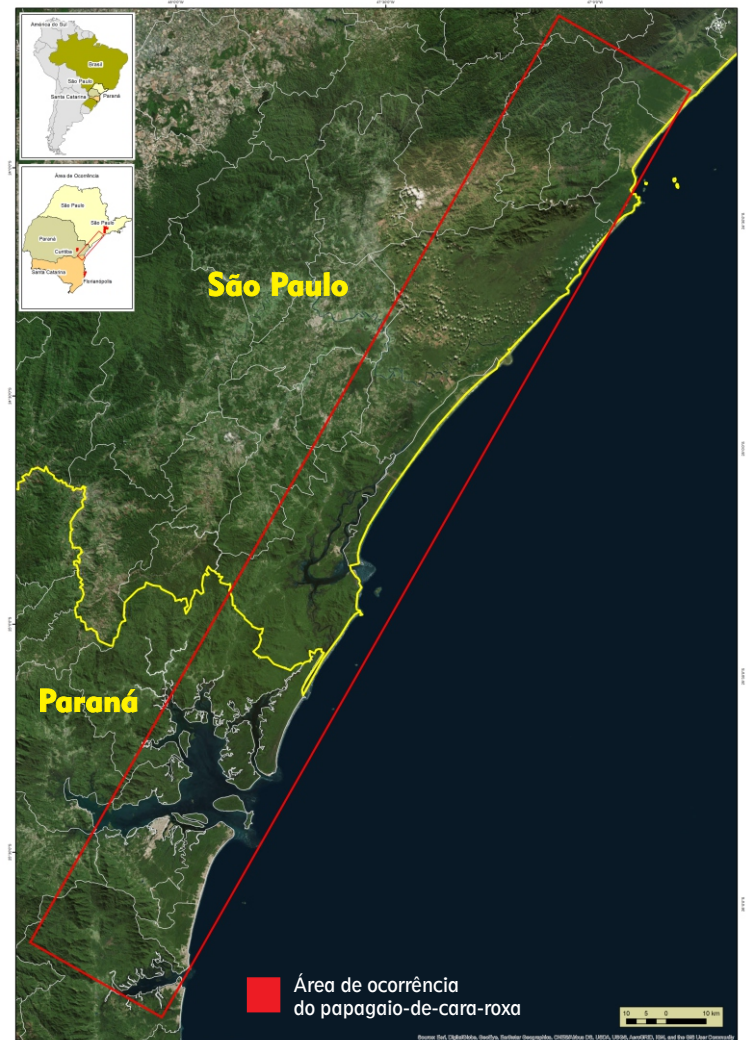 América do Sul
Brasil
São Paulo
Santa Catarina
Paraná
Área de Ocorrência
São Paulo
São Paulo
Paraná
Curitiba
Santa Catarina
Florianópolis
São Paulo
Paraná
Área de ocorrência
do papagaio-de-cara-roxa
10 5 0 10 km